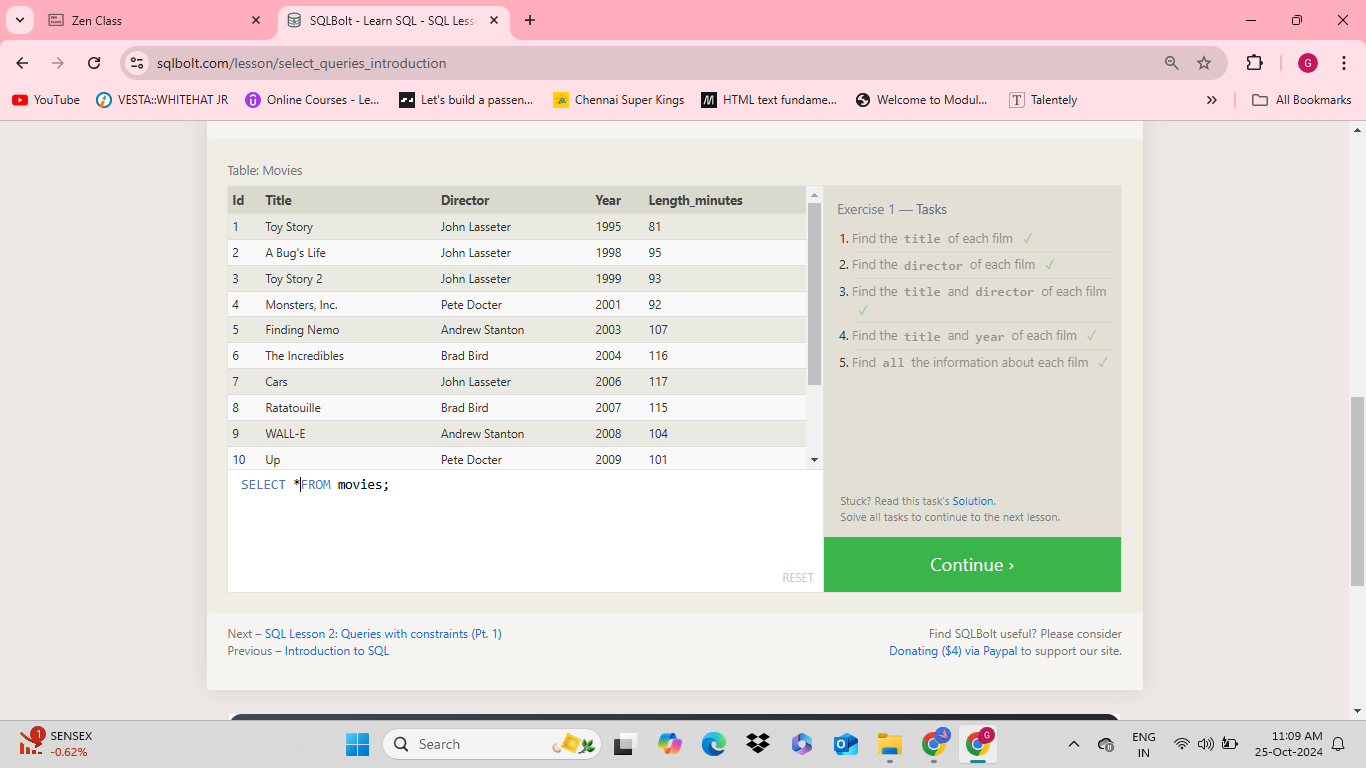 Zen Class
SQLBolt - Learn SQL - SQL Less
sqlbolt.com/lesson/select_queries_introduction
G
YouTube
VESTA::WHITEHAT JR
Online Courses - Le...
Let's build a passen...
Chennai Super Kings
HTML text fundame...
Welcome to Modul...
Talentely
All Bookmarks
Table: Movies
Id Title Director Year Length_minutes
1 Toy Story John Lasseter 1995 81
2 A Bug's Life John Lasseter 1998 95
3 Toy Story 2 John Lasseter 1999 93
4 Monsters, Inc. Pete Docter 2001 92
5 Finding Nemo Andrew Stanton 2003 107
6 The Incredibles Brad Bird 2004 116
7 Cars John Lasseter 2006 117
8 Ratatouille Brad Bird 2007 115
9 WALL-E Andrew Stanton 2008 104
10 Up Pete Docter 2009 101
SELECT *FROM movies;
RESET
Exercise 1 — Tasks
1. Find the title of each film ✓
2. Find the director of each film ✓
3. Find the title and director of each film
✓
4. Find the title and year of each film ✓
5. Find all the information about each film ✓
Stuck? Read this task's Solution.
Solve all tasks to continue to the next lesson.
Continue ›
Next – SQL Lesson 2: Queries with constraints (Pt. 1)
Previous – Introduction to SQL
Find SQLBolt useful? Please consider
Donating ($4) via Paypal to support our site.
1
SENSEX
-0.62%
Search
G
ENG
IN
11:09 AM
25-Oct-2024